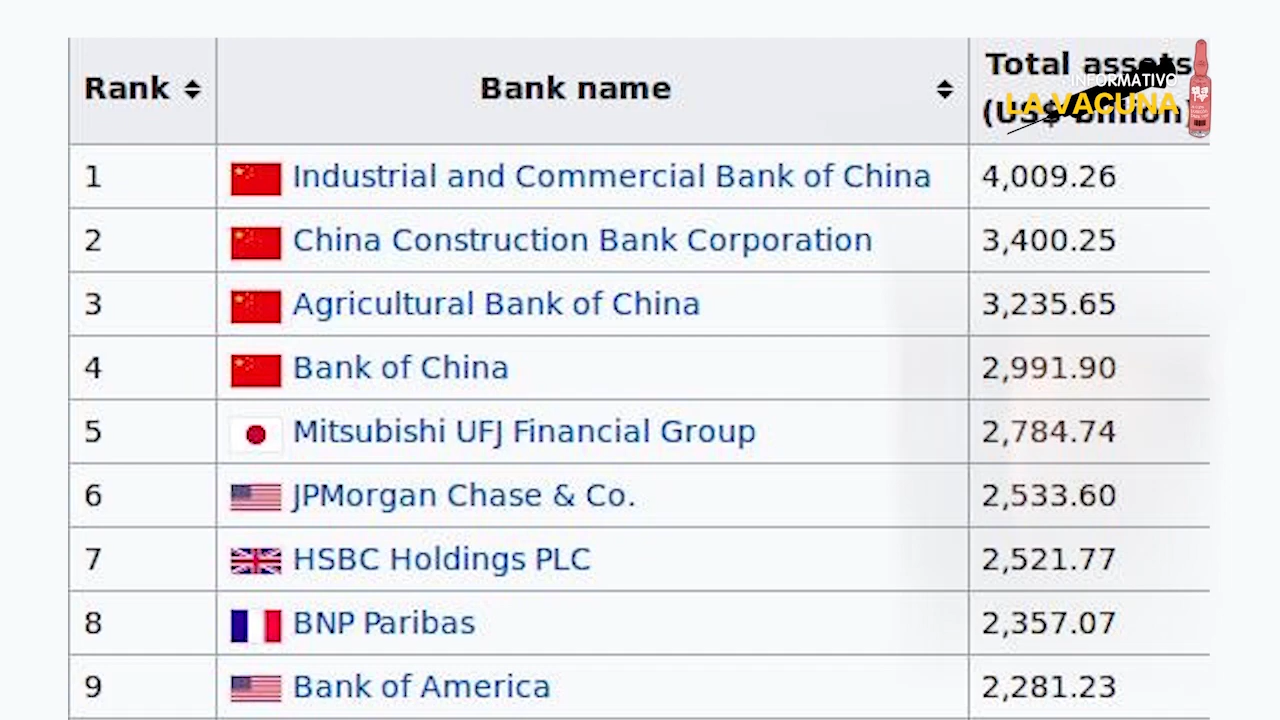 Rank Bank name Total assets
(US$ billion)
INFORMATIVO
LA VACUNA
1 Industrial and Commercial Bank of China 4,009.26
2 China Construction Bank Corporation 3,400.25
3 Agricultural Bank of China 3,235.65
4 Bank of China 2,991.90
5 Mitsubishi UFJ Financial Group 2,784.74
6 JPMorgan Chase & Co. 2,533.60
7 HSBC Holdings PLC 2,521.77
8 BNP Paribas 2,357.07
9 Bank of America 2,281.23